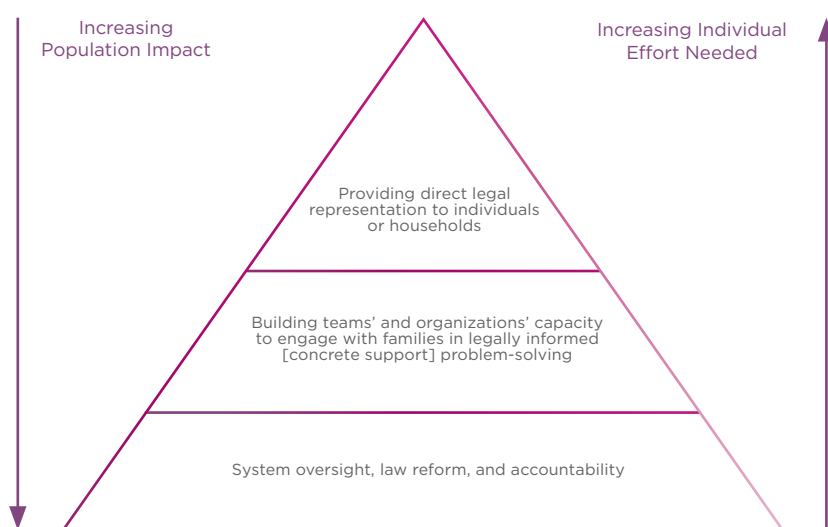 Increasing
Population Impact
Increasing Individual
Effort Needed
Providing direct legal
representation to individuals
or households
Building teams’ and organizations’ capacity
to engage with families in legally informed
[concrete support] problem-solving
System oversight, law reform, and accountability